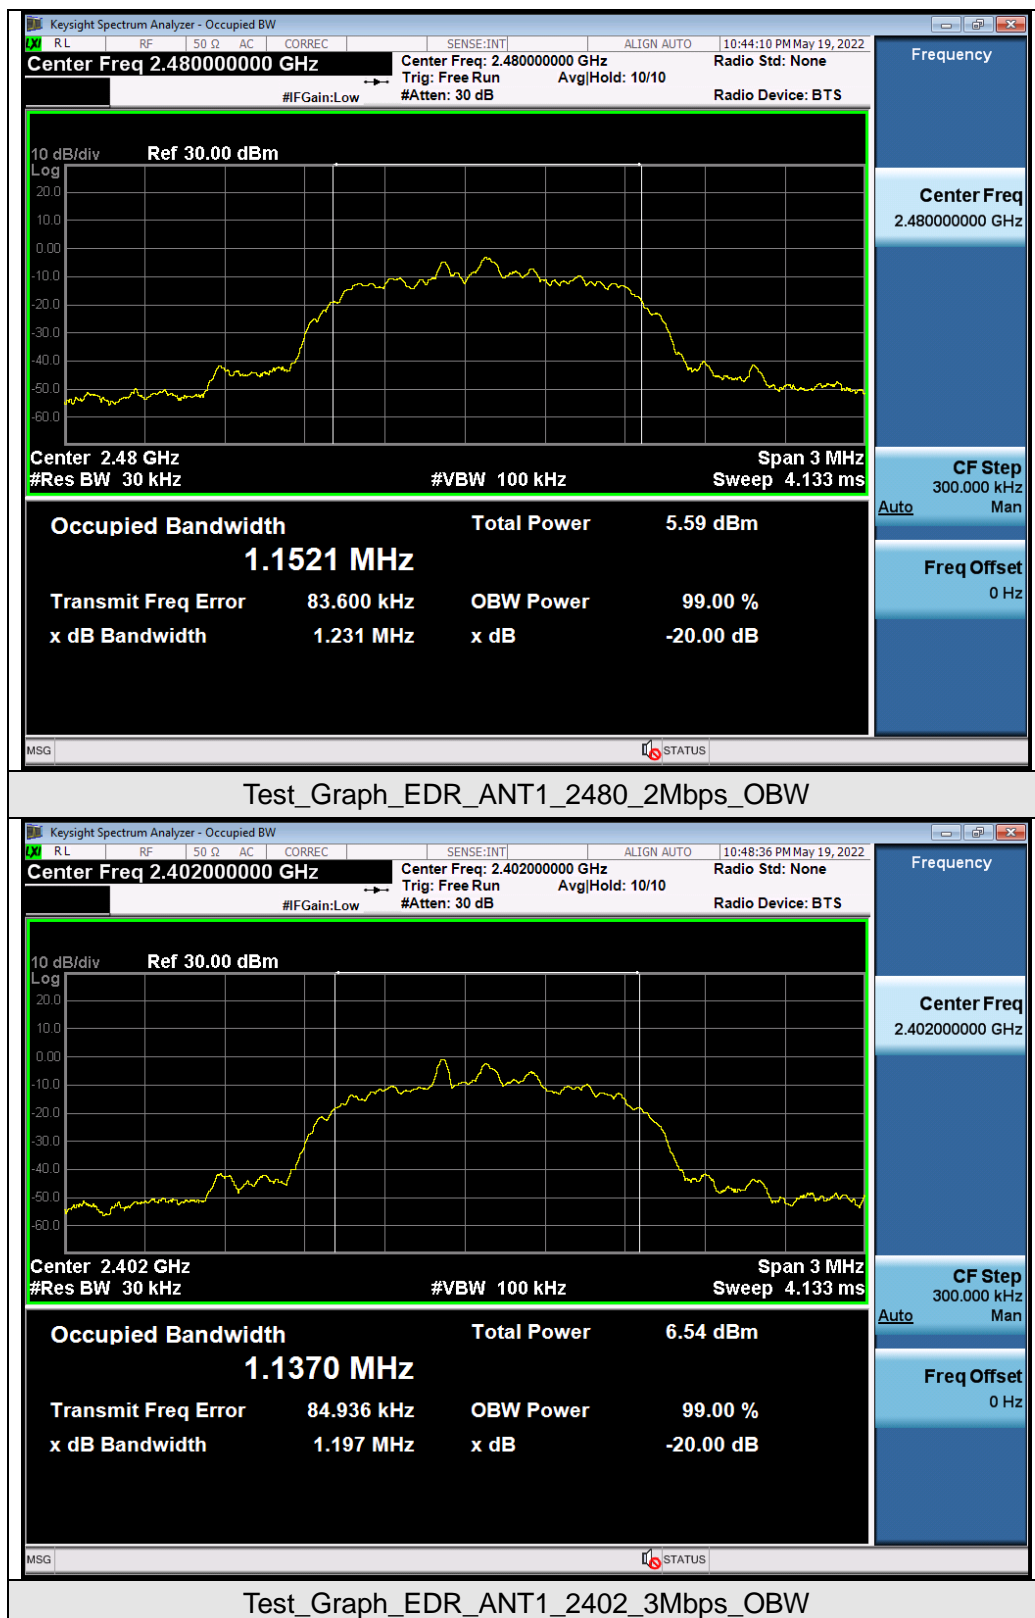 Keysight Spectrum Analyzer - Occupied BW
LXI RL RF 50 Ω AC CORREC SENSE:INT ALIGN AUTO 10:44:10 PM May 19, 2022
Center Freq 2.480000000 GHz
Center Freq: 2.480000000 GHz
Radio Std: None
Trig: Free Run Avg|Hold: 10/10
#IFGain:Low
#Atten: 30 dB
Radio Device: BTS
10 dB/div Ref 30.00 dBm
Log
20.0
10.0
0.00
-10.0
-20.0
-30.0
-40.0
-50.0
-60.0
Center 2.48 GHz Span 3 MHz
#Res BW 30 kHz #VBW 100 kHz Sweep 4.133 ms
Occupied Bandwidth Total Power 5.59 dBm
1.1521 MHz
Transmit Freq Error 83.600 kHz OBW Power 99.00 %
x dB Bandwidth 1.231 MHz x dB -20.00 dB
MSG STATUS
Frequency
Center Freq
2.480000000 GHz
CF Step
300.000 kHz
Auto Man
Freq Offset
0 Hz
Test_Graph_EDR_ANT1_2480_2Mbps_OBW
Keysight Spectrum Analyzer - Occupied BW
LXI RL RF 50 Ω AC CORREC SENSE:INT ALIGN AUTO 10:48:36 PM May 19, 2022
Center Freq 2.402000000 GHz
Center Freq: 2.402000000 GHz
Radio Std: None
Trig: Free Run Avg|Hold: 10/10
#IFGain:Low
#Atten: 30 dB
Radio Device: BTS
10 dB/div Ref 30.00 dBm
Log
20.0
10.0
0.00
-10.0
-20.0
-30.0
-40.0
-50.0
-60.0
Center 2.402 GHz Span 3 MHz
#Res BW 30 kHz #VBW 100 kHz Sweep 4.133 ms
Occupied Bandwidth Total Power 6.54 dBm
1.1370 MHz
Transmit Freq Error 84.936 kHz OBW Power 99.00 %
x dB Bandwidth 1.197 MHz x dB -20.00 dB
MSG STATUS
Frequency
Center Freq
2.402000000 GHz
CF Step
300.000 kHz
Auto Man
Freq Offset
0 Hz
Test_Graph_EDR_ANT1_2402_3Mbps_OBW